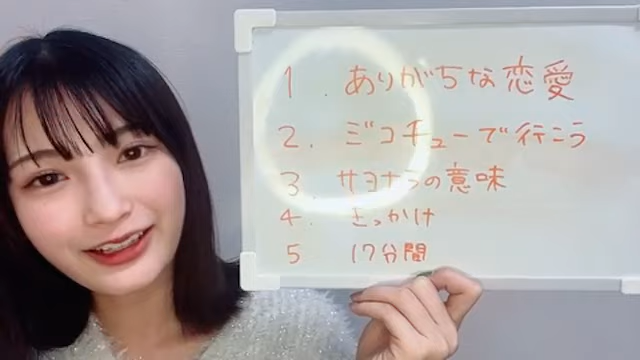 1. ありがちな恋愛
2. ジコチューで行こう
3. サヨナラの意味
4. きっかけ
5 17分間